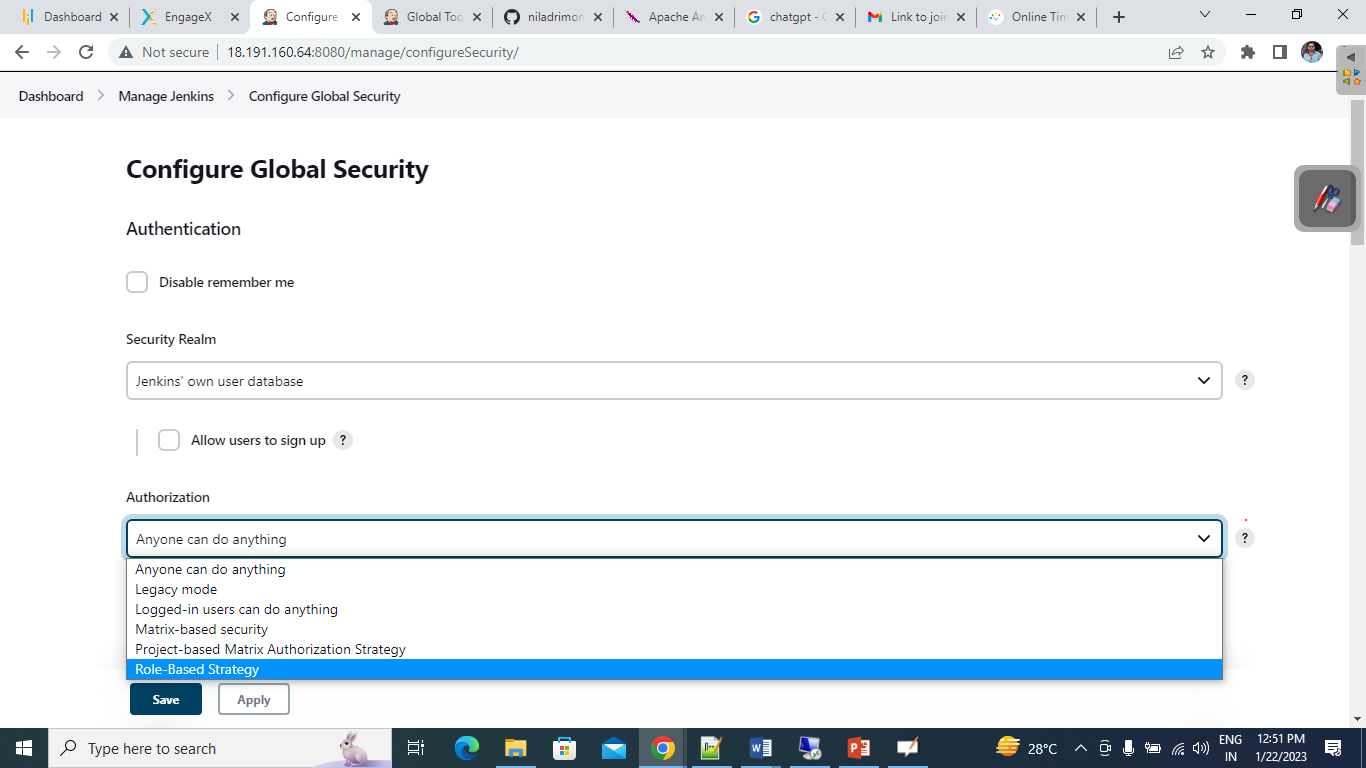 Dashboard
EngageX
Configure
Global Too
niladrimon
Apache An
chatgpt - G
Link to join
Online Tim
Not secure
18.191.160.64:8080/manage/configureSecurity/
Dashboard > Manage Jenkins > Configure Global Security
Configure Global Security
Authentication
Disable remember me
Security Realm
Jenkins' own user database
?
Allow users to sign up ?
Authorization
Anyone can do anything
?
Anyone can do anything
Legacy mode
Logged-in users can do anything
Matrix-based security
Project-based Matrix Authorization Strategy
Role-Based Strategy
Save Apply
Type here to search
28°C
ENG
IN
12:51 PM
1/22/2023